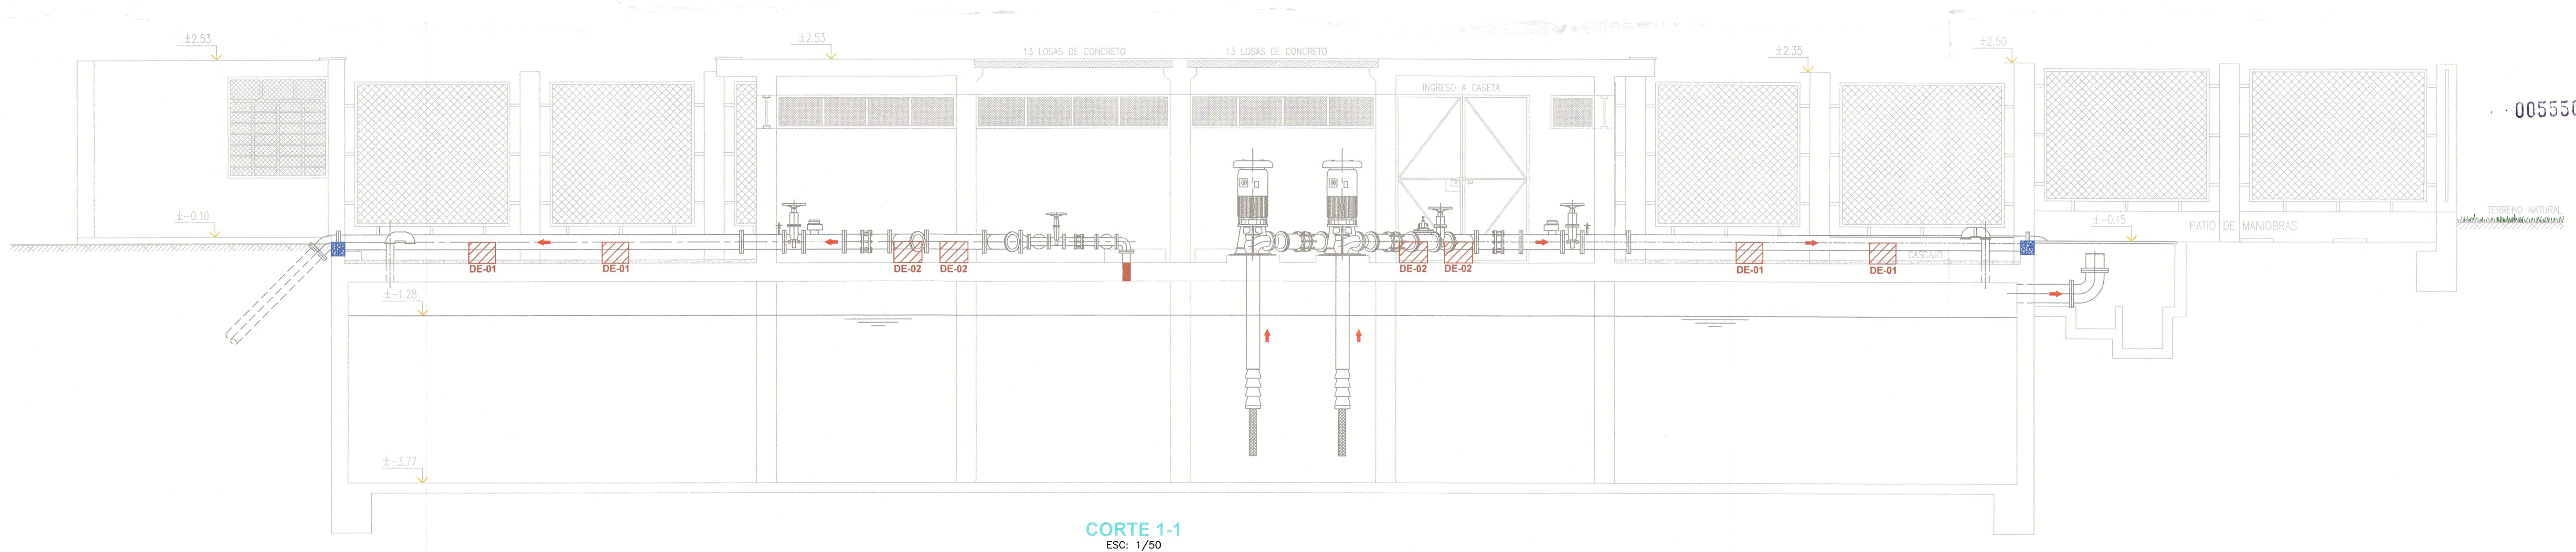 ±2.53
±2.53
13 LOSAS DE CONCRETO
13 LOSAS DE CONCRETO
±2.35
±2.50
INGRESO A CASETA
005550
±-0.10
TERRENO NATURAL
±-0.15
PATIO DE MANIOBRAS
CASCAJO
DE-01
DE-01
DE-02
DE-02
DE-02
DE-02
DE-01
DE-01
±-1.28
±-3.77
CORTE 1-1
ESC: 1/50